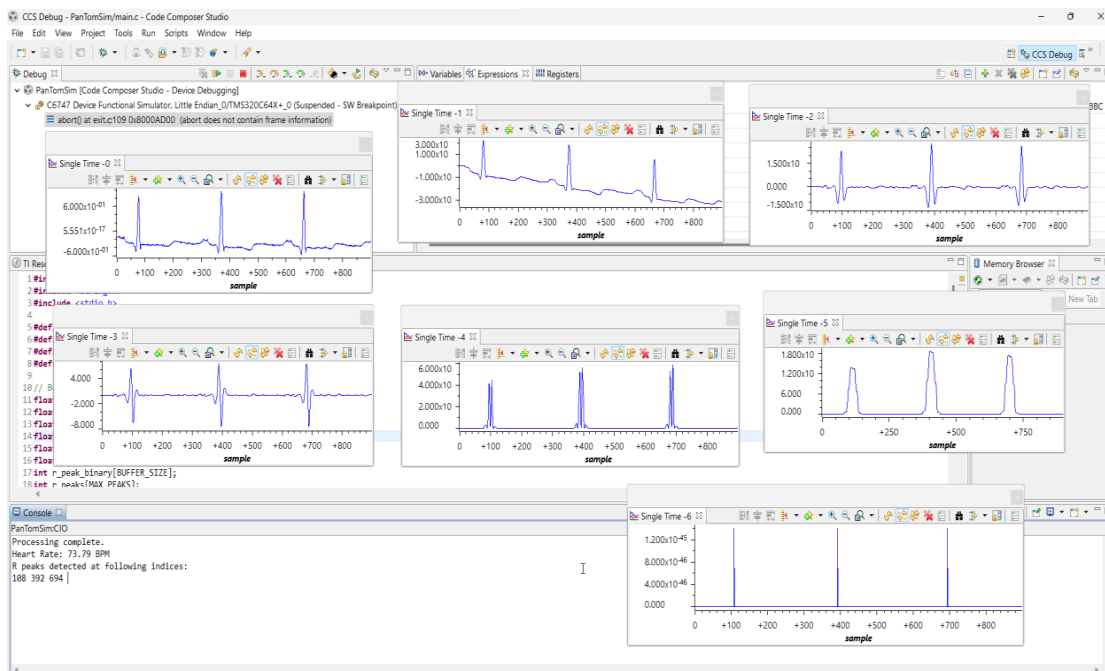 CCS Debug - PanTomSim/main.c - Code Composer Studio
File Edit View Project Tools Run Scripts Window Help
CCS Debug
Debug
Variables Expressions Registers
PanTomSim [Code Composer Studio - Device Debugging]
C6747 Device Functional Simulator, Little Endian_0/TMS320C64X+_0 (Suspended - SW Breakpoint)
abort() at exit.c:109 0x8000AD00 (abort does not contain frame information)
Single Time -0
6.000x10-01
5.551x10-17
-6.000x10-01
0 +100 +200 +300 +400 +500 +600 +700 +800
sample
Single Time -1
3.000x10
1.000x10
-1.000x10
-3.000x10
0 +100 +200 +300 +400 +500 +600 +700 +800
sample
Single Time -2
1.500x10
0.000
-1.500x10
0 +100 +200 +300 +400 +500 +600 +700 +800
sample
BBC
TI Res
1 #in
2
3 #include <stdio.h>
4
5 #def
6 #def
7 #def
8 #def
9
10 // B
11 float
12 float
13 float
14 float
15 float
16 float
17 int r_peak_binary[BUFFER_SIZE];
18 int r_peaks[MAX_PEAKS];
Memory Browser
New Tab
Single Time -3
4.000
-2.000
-8.000
0 +100 +200 +300 +400 +500 +600 +700 +800
sample
Single Time -4
6.000x10
4.000x10
2.000x10
0.000
0 +100 +200 +300 +400 +500 +600 +700 +800
sample
Single Time -5
1.800x10
1.200x10
6.000
0.000
0 +250 +500 +750
sample
Console
PanTomSim:CIO
Processing complete.
Heart Rate: 73.79 BPM
R peaks detected at following indices:
108 392 694
Single Time -6
1.200x10-45
8.000x10-46
4.000x10-46
0.000
0 +100 +200 +300 +400 +500 +600 +700 +800
sample